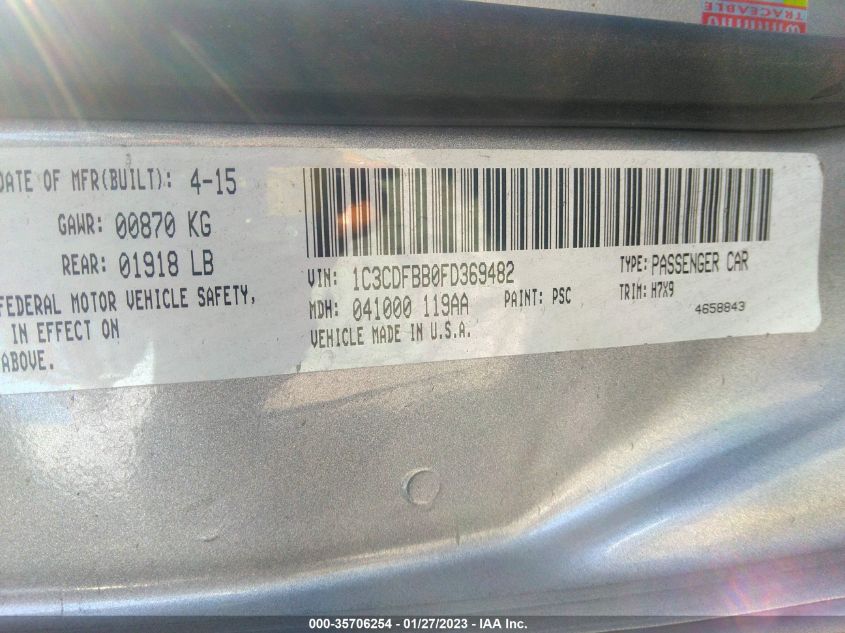 TRACEABLE
DATE OF MFR(BUILT): 4-15
GAWR: 00870 KG
REAR: 01918 LB
FEDERAL MOTOR VEHICLE SAFETY,
IN EFFECT ON
ABOVE.
VIN: 1C3CDFBB0FD369482 TYPE: PASSENGER CAR
MDH: 041000 119AA PAINT: PSC TRIM: H7X9
VEHICLE MADE IN U.S.A. 4658843
000-35706254 - 01/27/2023 - IAA Inc.